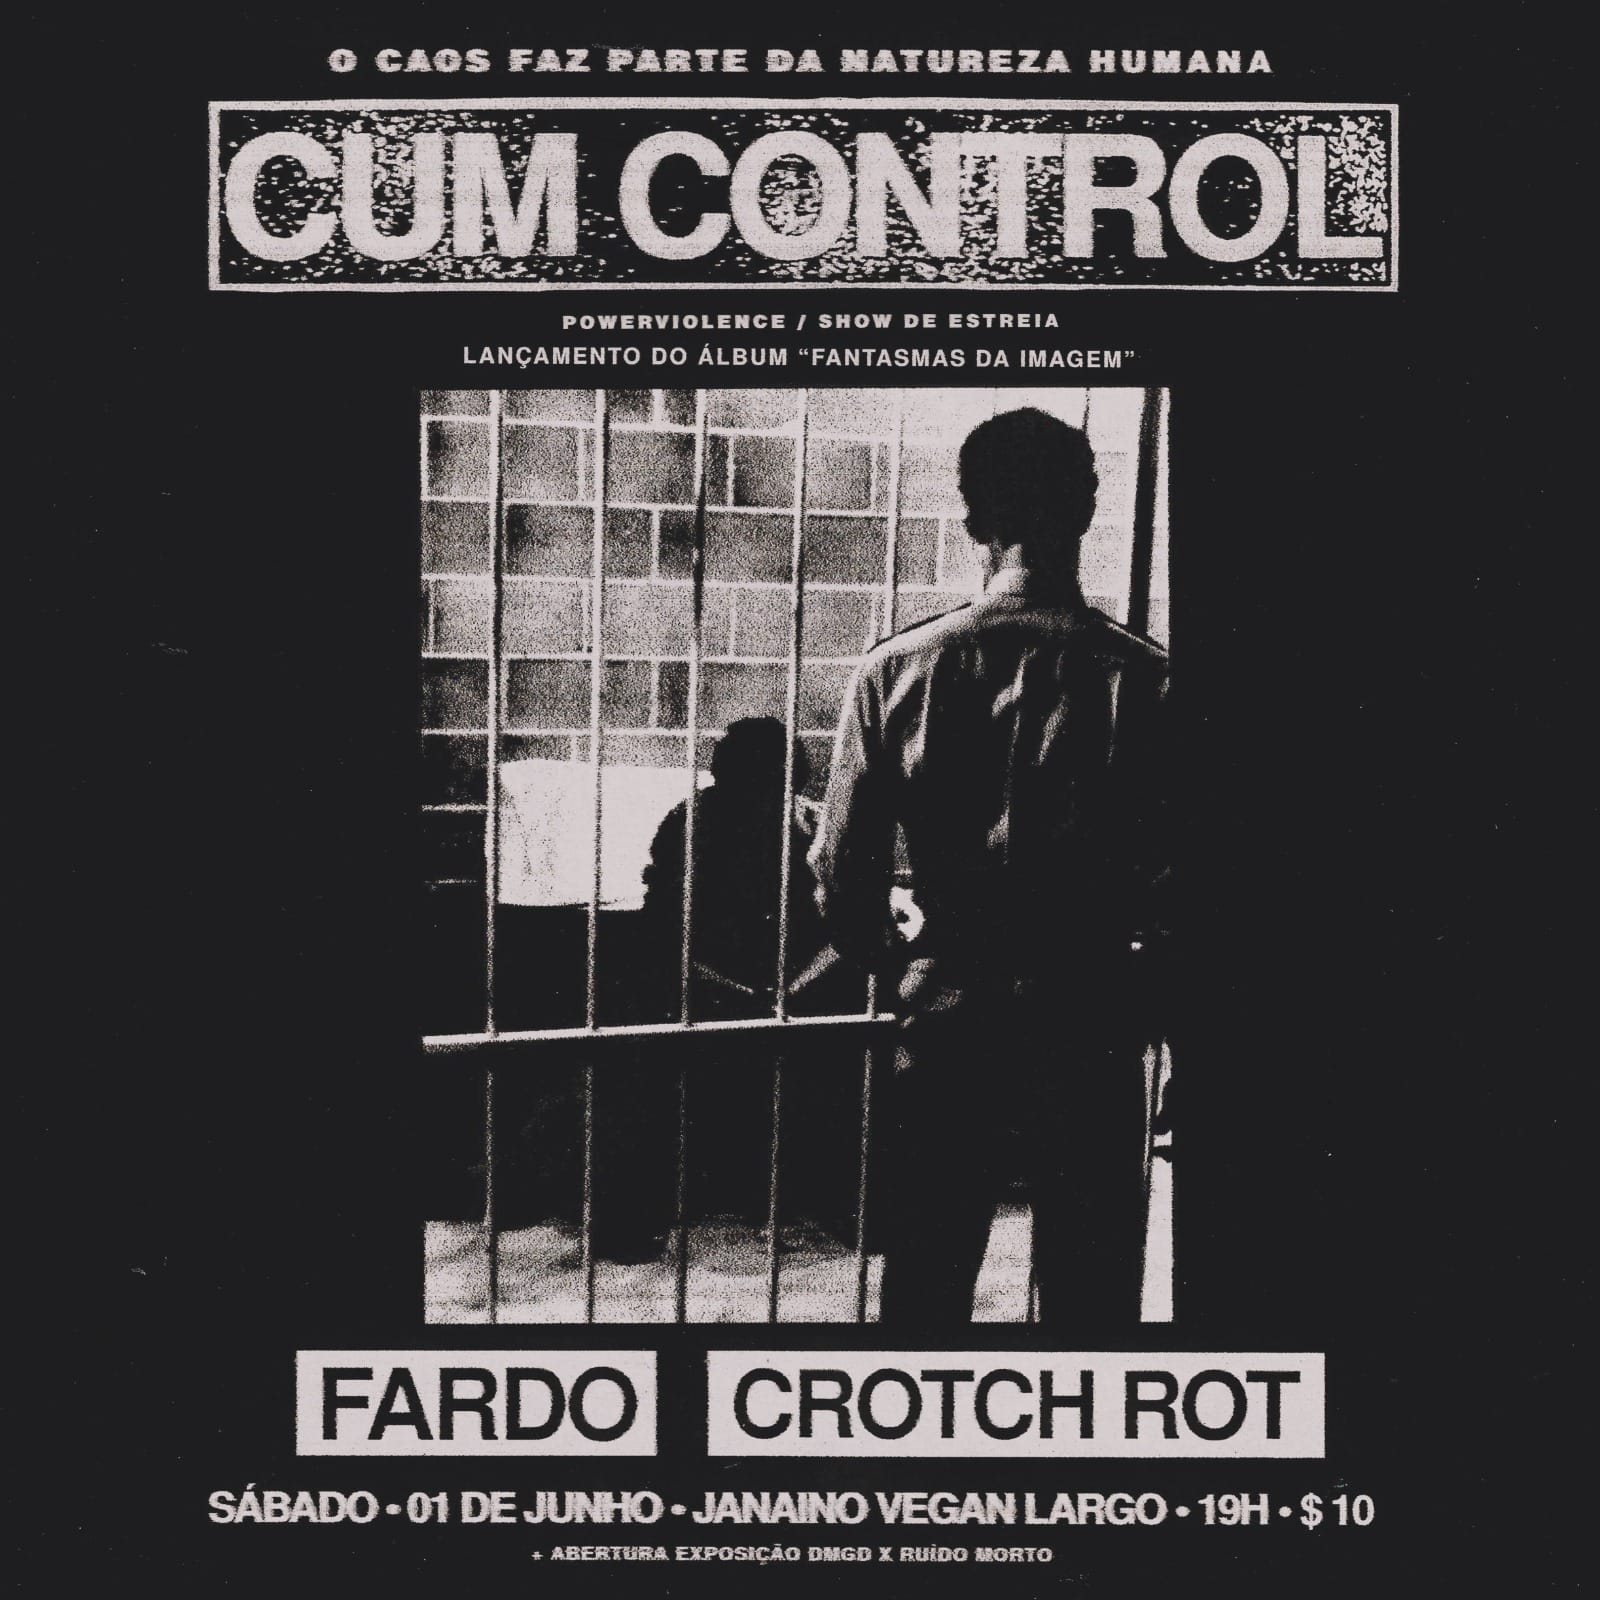 O CAOS FAZ PARTE DA NATUREZA HUMANA
CUM CONTROL
POWERVIOLENCE / SHOW DE ESTREIA
LANÇAMENTO DO ÁLBUM “FANTASMAS DA IMAGEM”
FARDO CROTCH ROT
SÁBADO • 01 DE JUNHO • JANAINO VEGAN LARGO • 19H • $ 10
+ ABERTURA EXPOSIÇÃO DMGD X RUÍDO MORTO